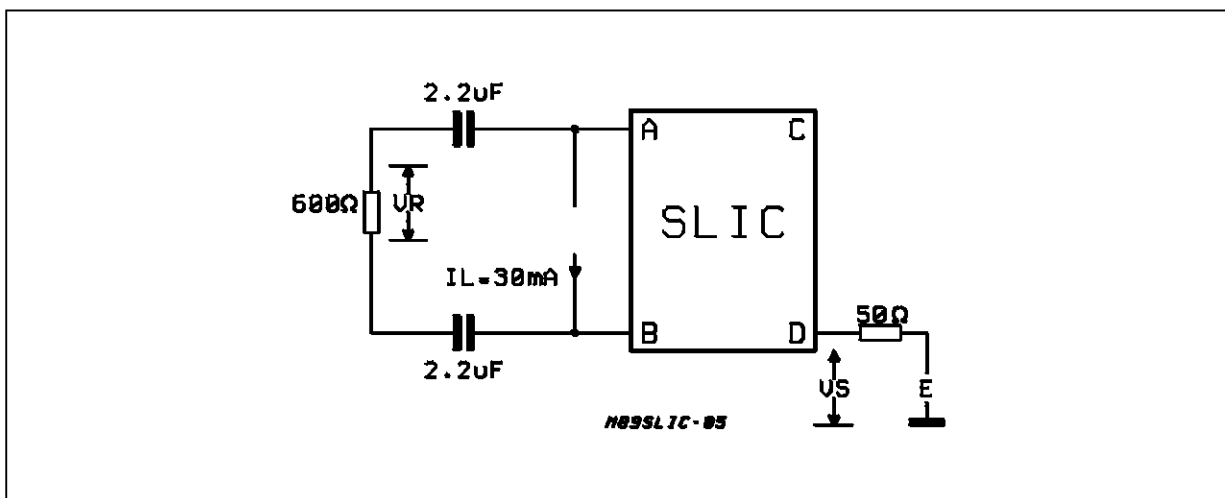 2.2uF
A
C
600Ω
VR
SLIC
IL=30mA
50Ω
B
D
2.2uF
VS
E
M89SLIC-05